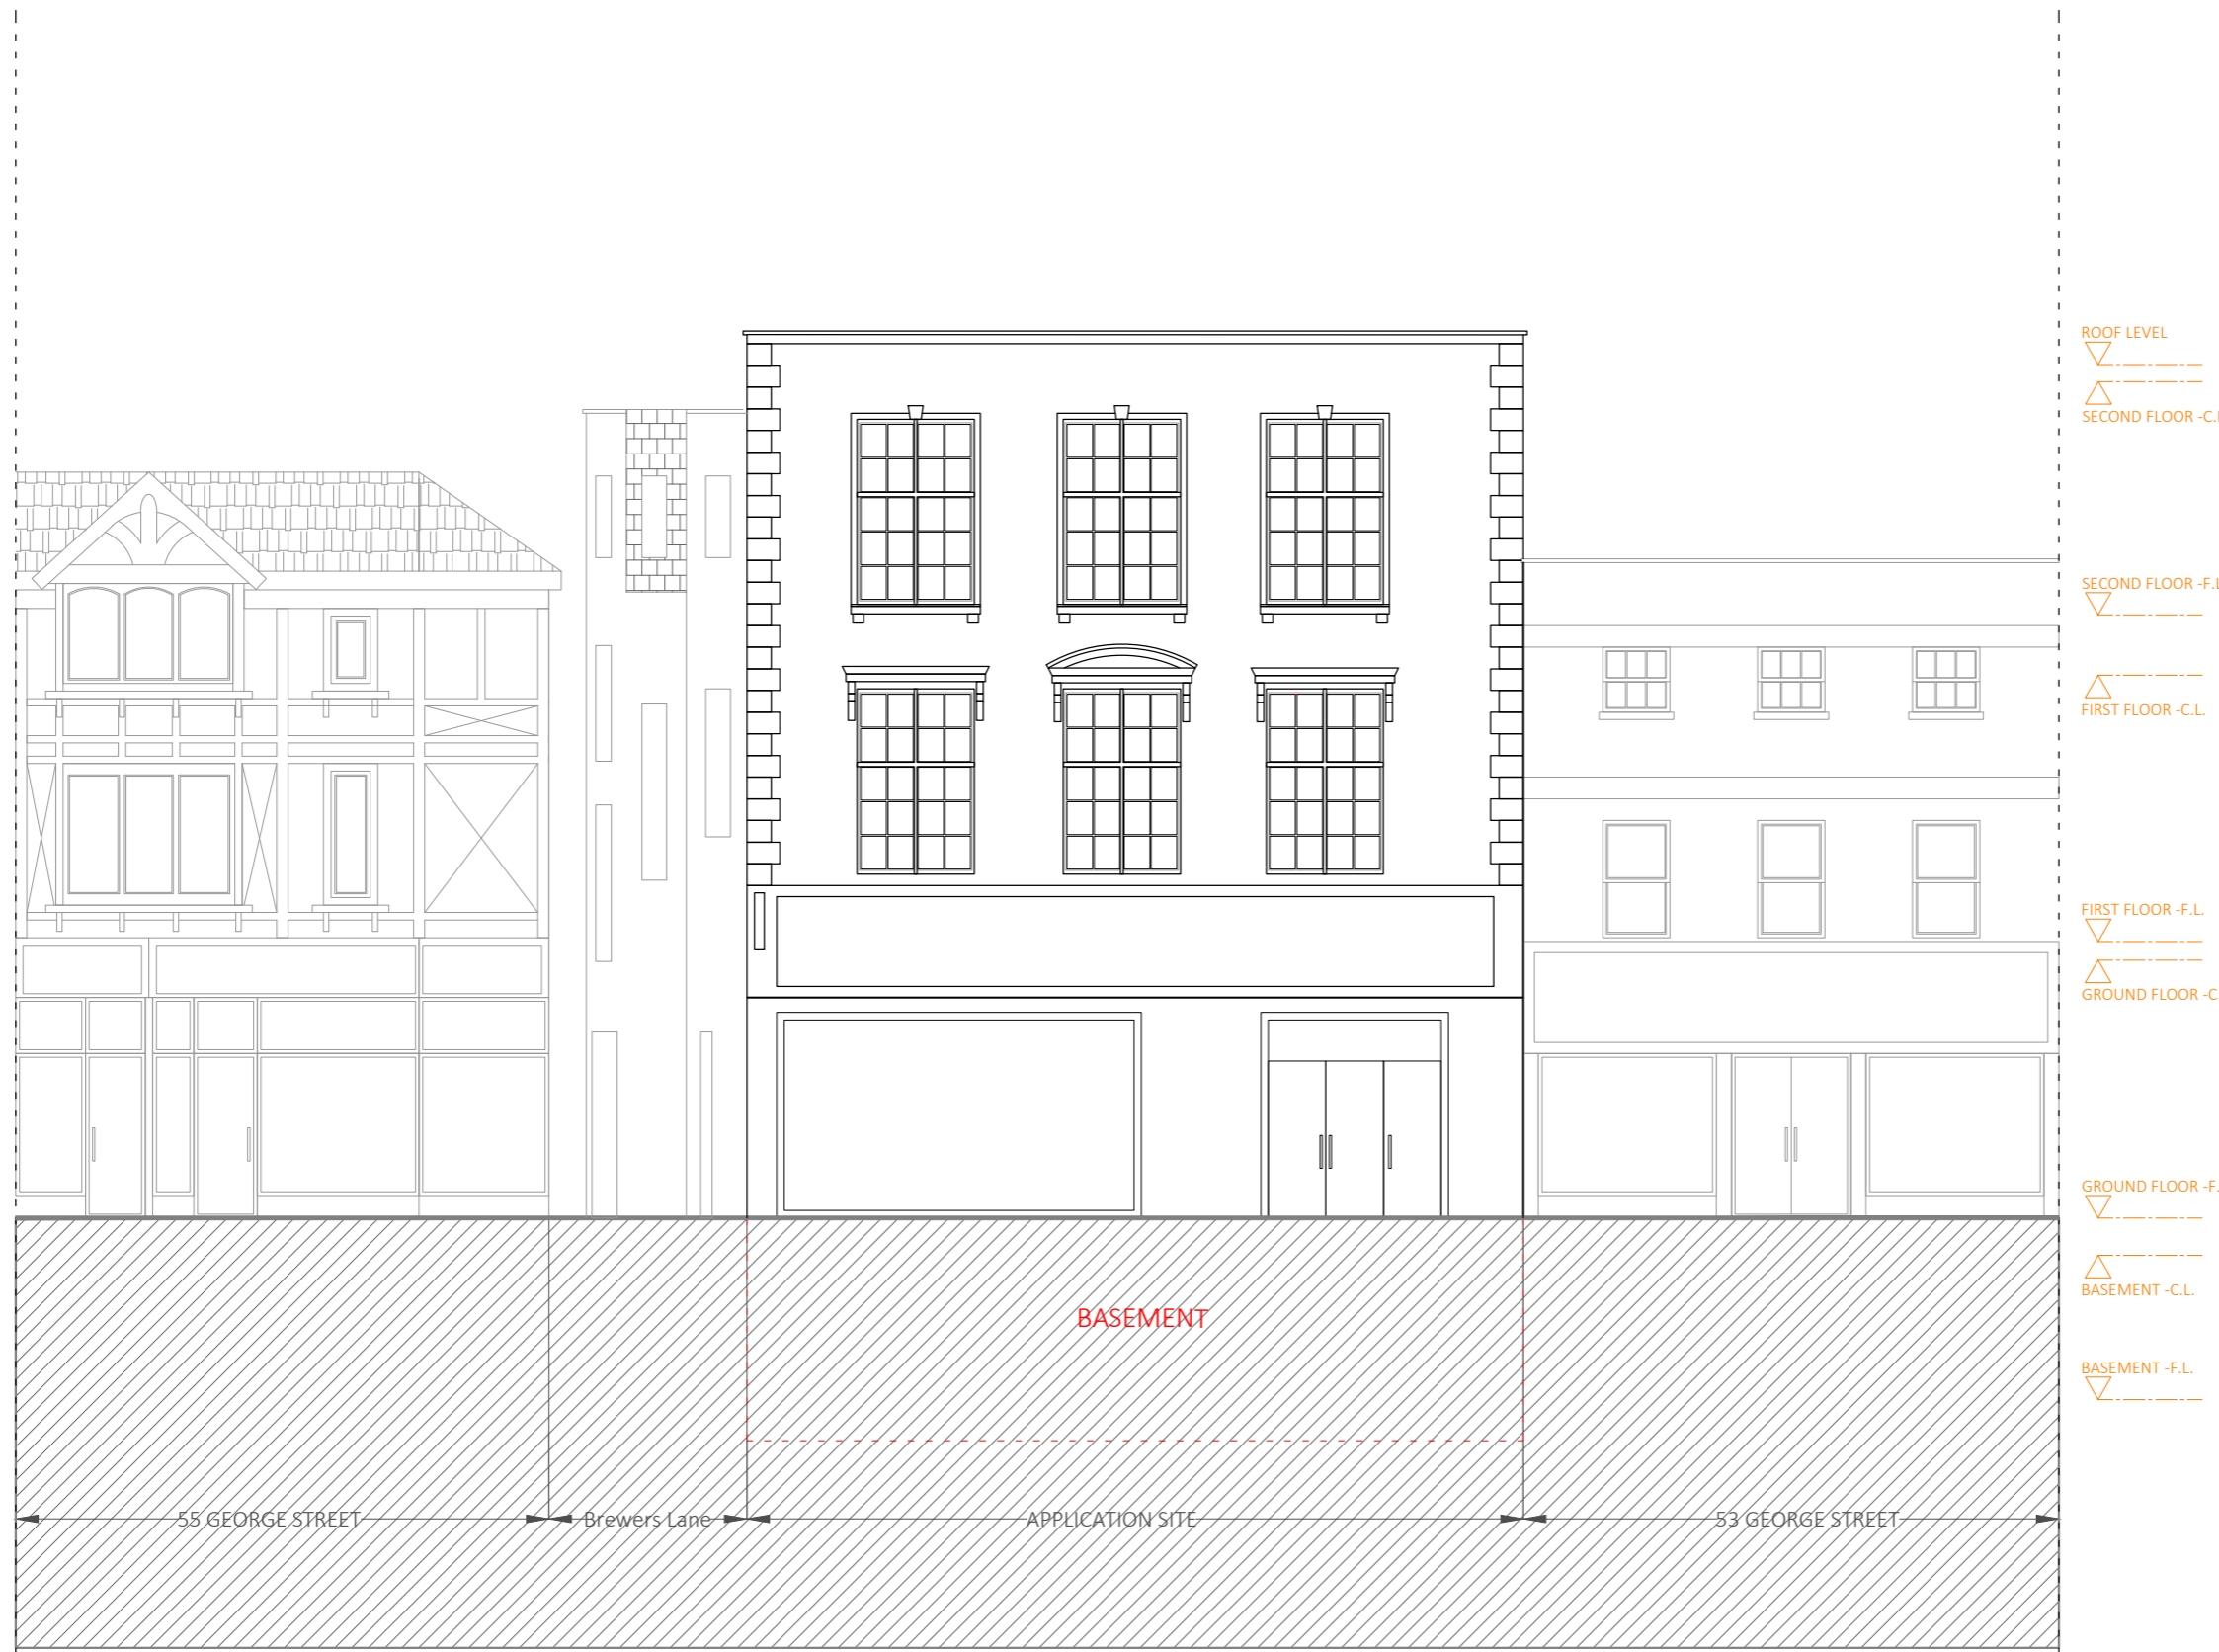 ROOF LEVEL
SECOND FLOOR -C.
SECOND FLOOR -F.L
FIRST FLOOR -C.L.
FIRST FLOOR -F.L.
GROUND FLOOR -C
GROUND FLOOR -F.
BASEMENT -C.L.
BASEMENT
BASEMENT -F.L.
55 GEORGE STREET
Brewers Lane
APPLICATION SITE
53 GEORGE STREET